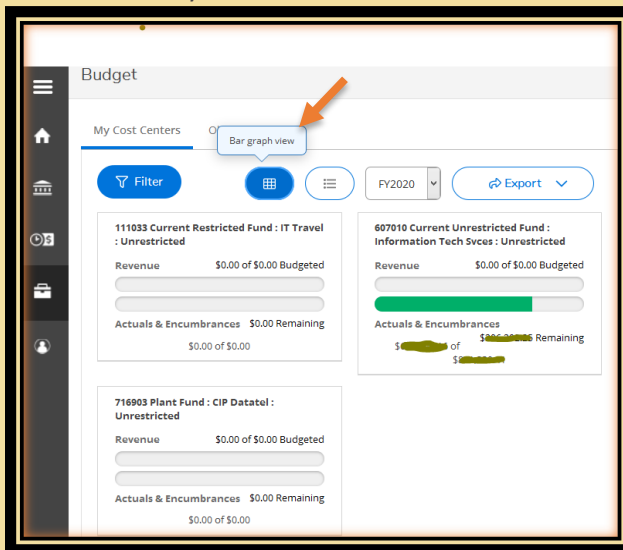 Budget
My Cost Centers O
Bar graph view
Filter
FY2020
Export
111033 Current Restricted Fund : IT Travel
: Unrestricted
Revenue $0.00 of $0.00 Budgeted
Actuals & Encumbrances $0.00 Remaining
$0.00 of $0.00
607010 Current Unrestricted Fund :
Information Tech Svces : Unrestricted
Revenue $0.00 of $0.00 Budgeted
Actuals & Encumbrances
Remaining
$ of
$
716903 Plant Fund : CIP Datatel :
Unrestricted
Revenue $0.00 of $0.00 Budgeted
Actuals & Encumbrances $0.00 Remaining
$0.00 of $0.00